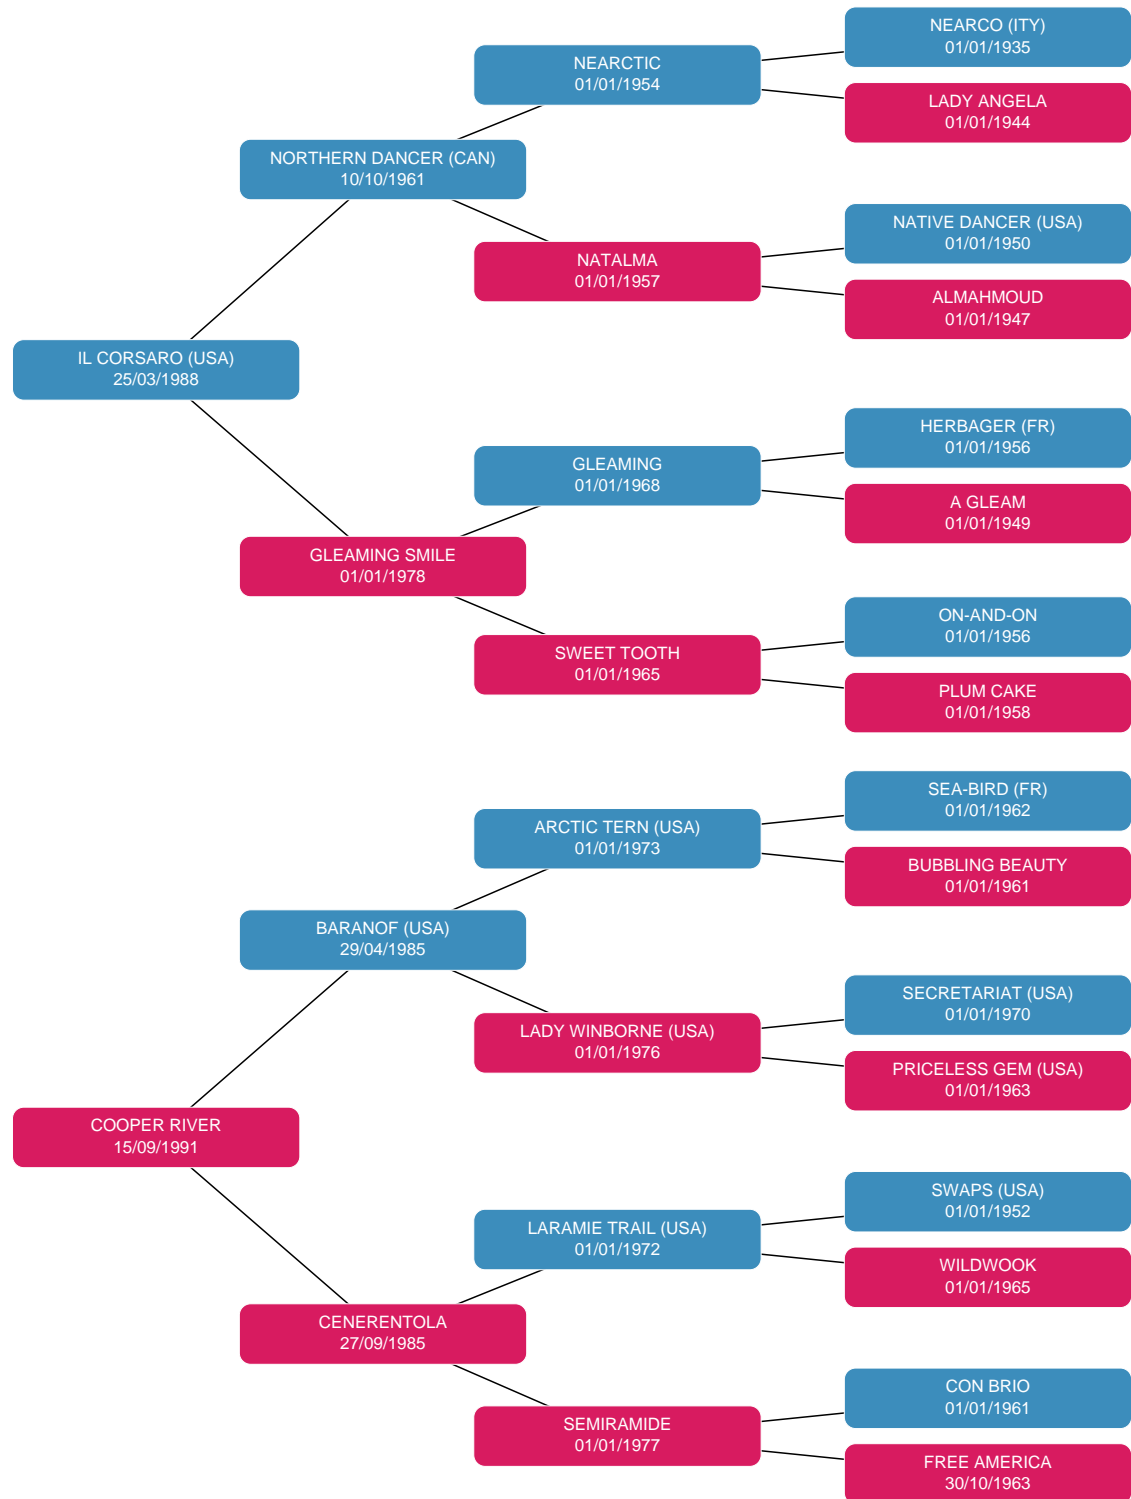 NEARCO (ITY)
01/01/1935
NEARCTIC
01/01/1954
LADY ANGELA
01/01/1944
NORTHERN DANCER (CAN)
10/10/1961
NATIVE DANCER (USA)
01/01/1950
NATALMA
01/01/1957
ALMAHMOUD
01/01/1947
IL CORSARO (USA)
25/03/1988
HERBAGER (FR)
01/01/1956
GLEAMING
01/01/1968
A GLEAM
01/01/1949
GLEAMING SMILE
01/01/1978
ON-AND-ON
01/01/1956
SWEET TOOTH
01/01/1965
PLUM CAKE
01/01/1958
SEA-BIRD (FR)
01/01/1962
ARCTIC TERN (USA)
01/01/1973
BUBBLING BEAUTY
01/01/1961
BARANOF (USA)
29/04/1985
SECRETARIAT (USA)
01/01/1970
LADY WINBORNE (USA)
01/01/1976
PRICELESS GEM (USA)
01/01/1963
COOPER RIVER
15/09/1991
SWAPS (USA)
01/01/1952
LARAMIE TRAIL (USA)
01/01/1972
WILDWOOK
01/01/1965
CENERENTOLA
27/09/1985
CON BRIO
01/01/1961
SEMIRAMIDE
01/01/1977
FREE AMERICA
30/10/1963